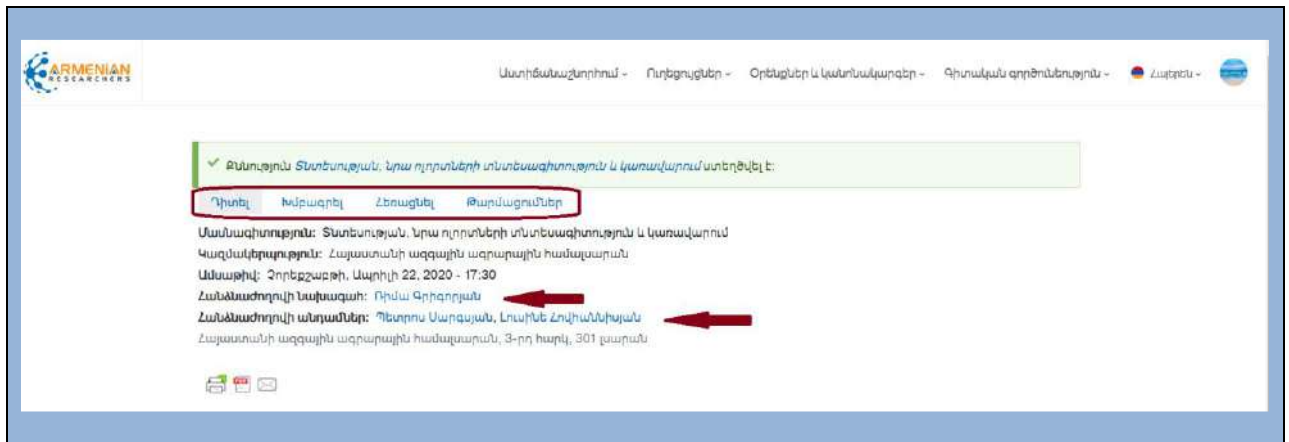 ARMENIAN
RESEARCHERS
Աստիճանաշնորհում Ուղեցույցներ Օրենքներ և կանոնակարգեր Գիտական գործունեություն Հայերեն
Քննություն Տնտեսության, նրա ոլորտների տնտեսագիտություն և կառավարում ստեղծվել է:
Դիտել Խմբագրել Հեռացնել Թարմացումներ
Մասնագիտություն: Տնտեսության, նրա ոլորտների տնտեսագիտություն և կառավարում
Կազմակերպություն: Հայաստանի ազգային ագրարային համալսարան
Ամսաթիվ: Չորեքշաբթի, Ապրիլի 22, 2020 - 17:30
Հանձնաժողովի նախագահ: Ռիմա Գրիգորյան
Հանձնաժողովի անդամներ: Պետրոս Սարգսյան, Լուսինե Հովհաննիսյան
Հայաստանի ազգային ագրարային համալսարան, 3-րդ հարկ, 301 լսարան